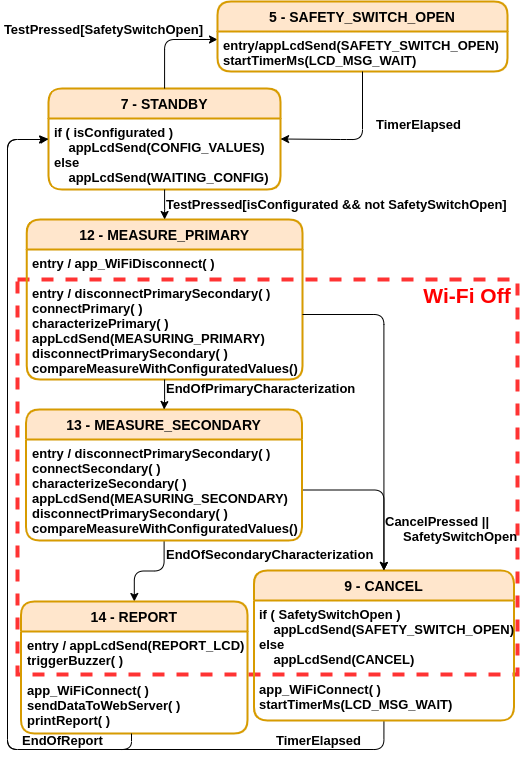 5 - SAFETY_SWITCH_OPEN
TestPressed[SafetySwitchOpen]
entry/appLcdSend(SAFETY_SWITCH_OPEN)
startTimerMs(LCD_MSG_WAIT)
7 - STANDBY
TimerElapsed
if ( isConfigurated )
appLcdSend(CONFIG_VALUES)
else
appLcdSend(WAITING_CONFIG)
TestPressed[isConfigurated && not SafetySwitchOpen]
12 - MEASURE_PRIMARY
entry / app_WiFiDisconnect( )
Wi-Fi Off
entry / disconnectPrimarySecondary( )
connectPrimary( )
characterizePrimary( )
appLcdSend(MEASURING_PRIMARY)
disconnectPrimarySecondary( )
compareMeasureWithConfiguratedValues()
EndOfPrimaryCharacterization
13 - MEASURE_SECONDARY
entry / disconnectPrimarySecondary( )
connectSecondary( )
characterizeSecondary( )
appLcdSend(MEASURING_SECONDARY)
disconnectPrimarySecondary( )
compareMeasureWithConfiguratedValues()
CancelPressed ||
SafetySwitchOpen
EndOfSecondaryCharacterization
14 - REPORT
entry / appLcdSend(REPORT_LCD)
triggerBuzzer( )
app_WiFiConnect( )
sendDataToWebServer( )
printReport( )
EndOfReport
9 - CANCEL
if ( SafetySwitchOpen )
appLcdSend(SAFETY_SWITCH_OPEN)
else
appLcdSend(CANCEL)
app_WiFiConnect( )
startTimerMs(LCD_MSG_WAIT)
TimerElapsed